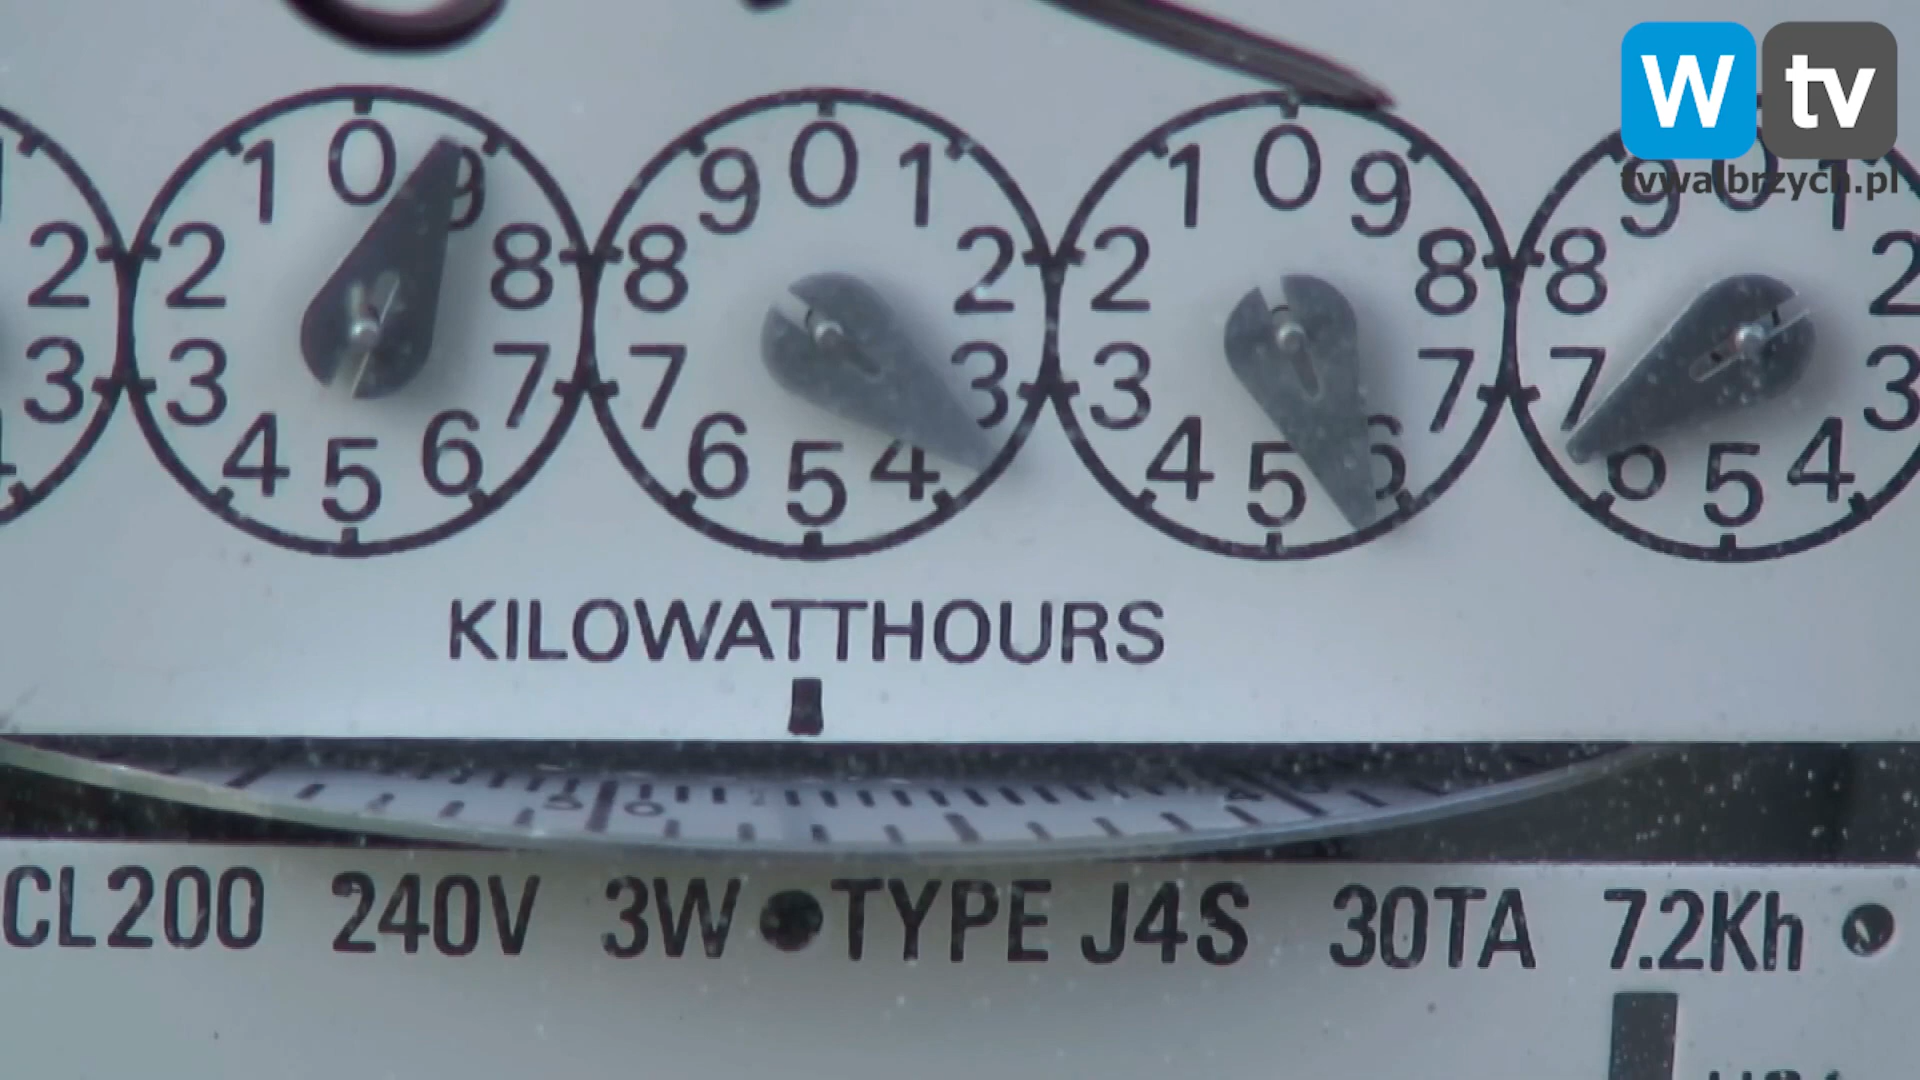 W tv
tvwalbrzych.pl
1 0 9 9 0 1 1 0 9 9 0 1
2 2 8 8 2 2 8 8 2
3 3 7 7 3 3 7 7 3
4 5 6 6 5 4 4 5 6 6 5 4
KILOWATTHOURS
CL200 240V 3W TYPE J4S 30TA 7.2Kh